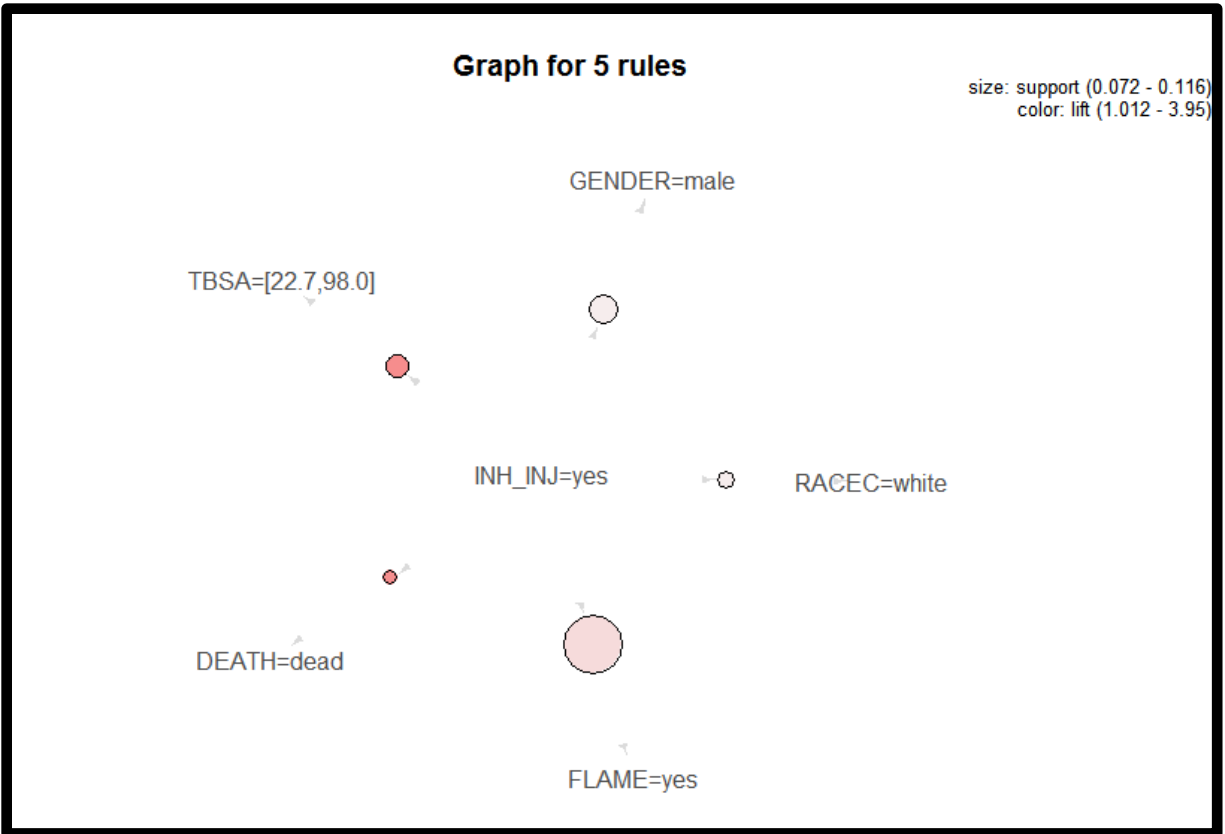 Graph for 5 rules
size: support (0.072 - 0.116)
color: lift (1.012 - 3.95)
GENDER=male
TBSA=[22.7,98.0]
INH_INJ=yes
RACEC=white
DEATH=dead
FLAME=yes